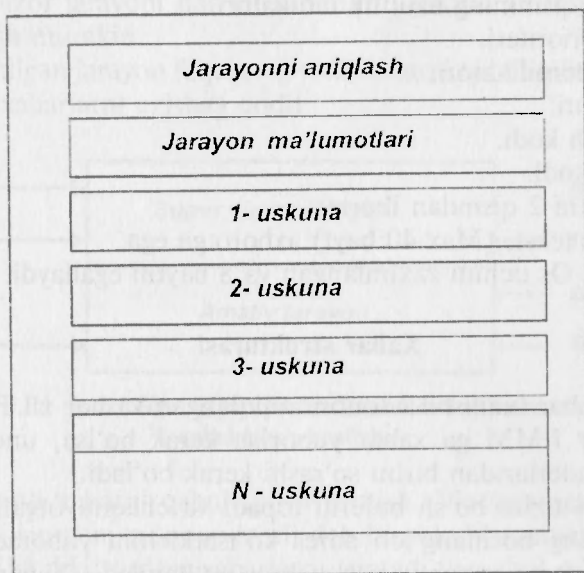 Jarayonni aniqlash
Jarayon ma'lumotlari
1- uskuna
2- uskuna
3- uskuna
N - uskuna